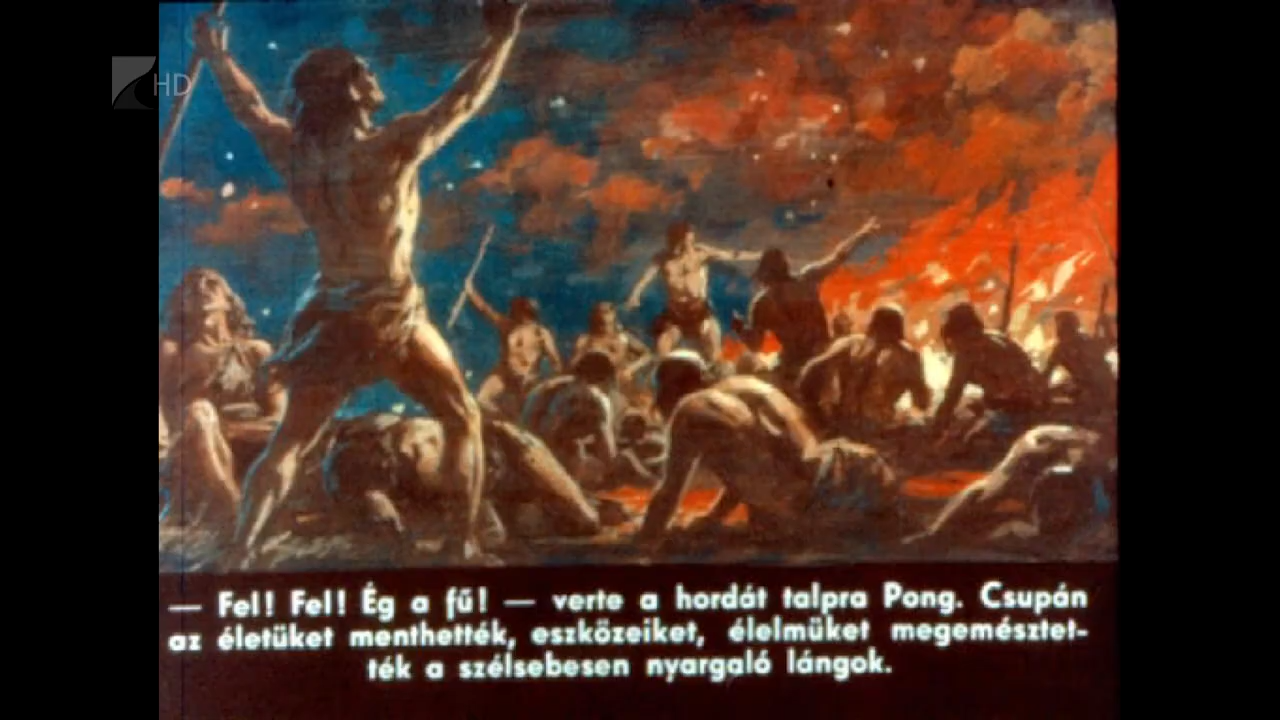 HD
— Fel! Fel! Ég a fű! — verte a hordát talpra Pong. Csupán
az életüket menthették, eszközeiket, élelmüket megemésztet-
ték a szélsebesen nyargaló lángok.